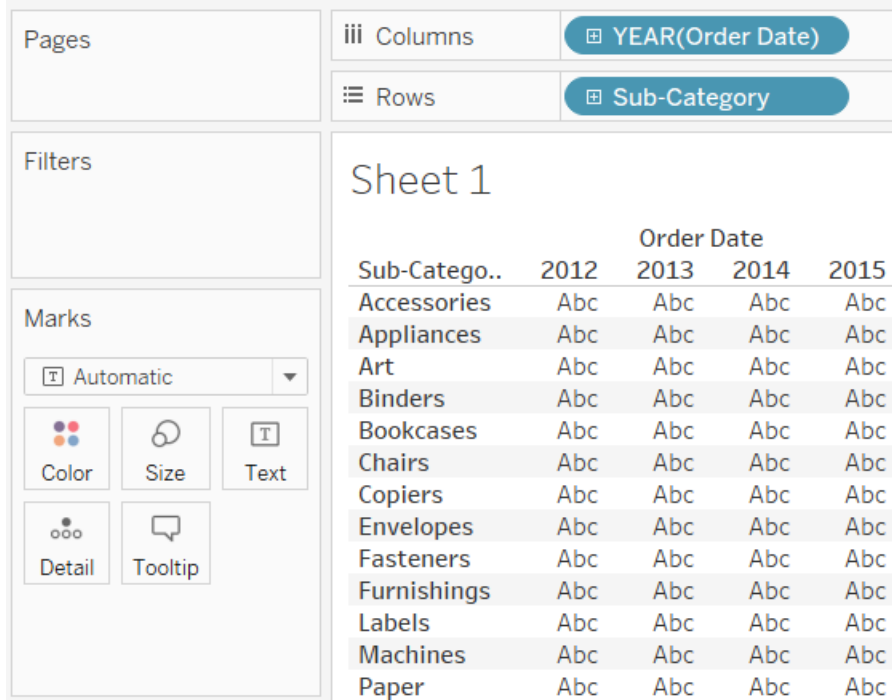 Pages
Columns
YEAR(Order Date)
Rows
Sub-Category
Filters
Marks
T Automatic
Color
Size
T
Text
Detail
Tooltip
Sheet 1
Order Date
Sub-Catego.. 2012 2013 2014 2015
Accessories Abc Abc Abc Abc
Appliances Abc Abc Abc Abc
Art Abc Abc Abc Abc
Binders Abc Abc Abc Abc
Bookcases Abc Abc Abc Abc
Chairs Abc Abc Abc Abc
Copiers Abc Abc Abc Abc
Envelopes Abc Abc Abc Abc
Fasteners Abc Abc Abc Abc
Furnishings Abc Abc Abc Abc
Labels Abc Abc Abc Abc
Machines Abc Abc Abc Abc
Paper Abc Abc Abc Abc